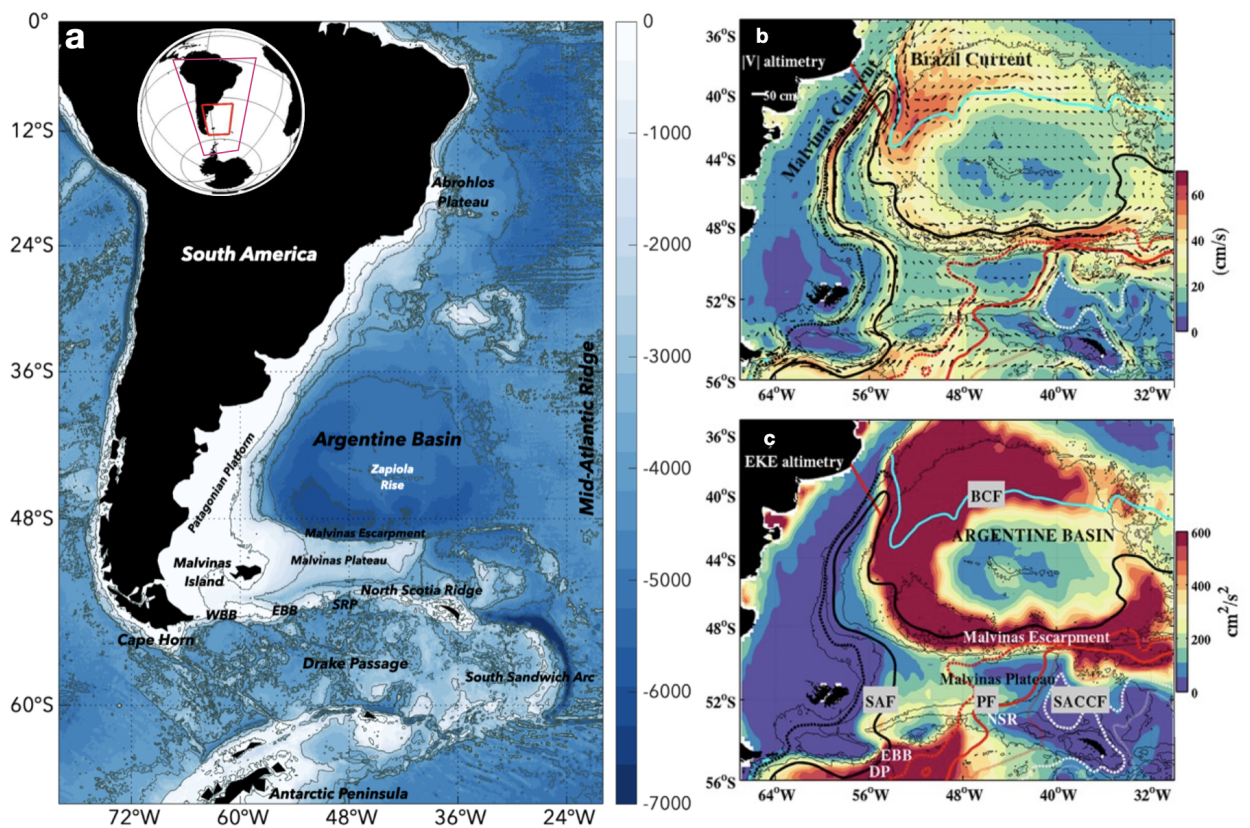 a
0°
12°S
24°S
36°S
48°S
60°S
72°W
60°W
48°W
36°W
24°W
South America
Abrohlos
Plateau
Argentine Basin
Zapiola
Rise
Patagonian Platform
Mid-Atlantic Ridge
Malvinas Escarpment
Malvinas Plateau
Malvinas
Island
North Scotia Ridge
SRP
EBB
WBB
Cape Horn
Drake Passage
South Sandwich Arc
Antarctic Peninsula
0
-1000
-2000
-3000
-4000
-5000
-6000
-7000
b
36°S
40°S
44°S
48°S
52°S
56°S
64°W
56°W
48°W
40°W
32°W
|V| altimetry
50 cm
Malvinas Current
Brazil Current
60
40
20
0
(cm/s)
c
36°S
40°S
44°S
48°S
52°S
56°S
64°W
56°W
48°W
40°W
32°W
EKE altimetry
BCF
ARGENTINE BASIN
Malvinas Escarpment
Malvinas Plateau
SAF
PF
SACCF
NSR
EBB
DP
600
400
200
0
cm²/s²